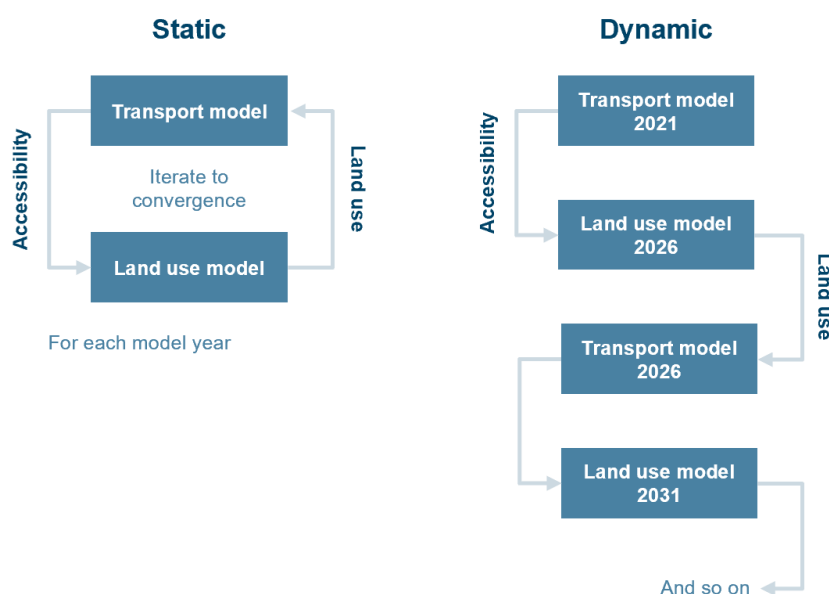 Static
Transport model
Accessibility
Iterate to
convergence
Land use
Land use model
For each model year
Dynamic
Transport model
2021
Accessibility
Land use model
2026
Land use
Transport model
2026
Land use model
2031
And so on